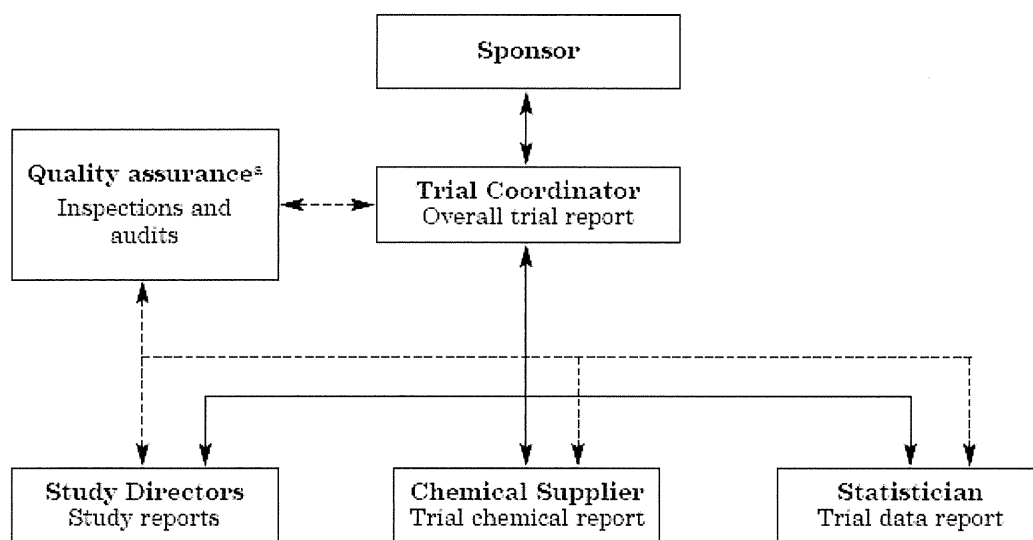 Sponsor
Quality assuranceª
Inspections and
audits
Trial Coordinator
Overall trial report
Study Directors
Study reports
Chemical Supplier
Trial chemical report
Statistician
Trial data report